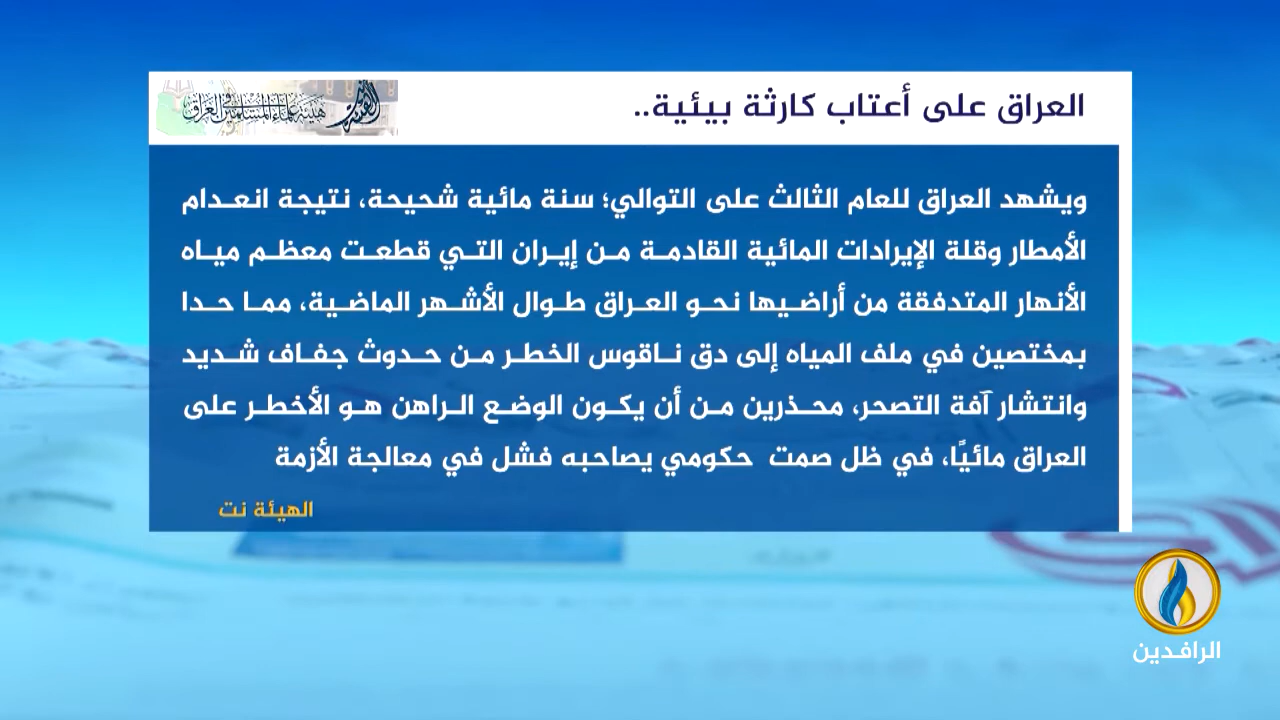 العراق على أعتاب كارثة بيئية..
هيئة علماء المسلمين في العراق
ويشهد العراق للعام الثالث على التوالي؛ سنة مائية شحيحة، نتيجة انعدام
الأمطار وقلة الإيرادات المائية القادمة من إيران التي قطعت معظم مياه
الأنهار المتدفقة من أراضيها نحو العراق طوال الأشهر الماضية، مما حدا
بمختصين في ملف المياه إلى دق ناقوس الخطر من حدوث جفاف شديد
وانتشار آفة التصحر، محذرين من أن يكون الوضع الراهن هو الأخطر على
العراق مائيًا، في ظل صمت حكومي يصاحبه فشل في معالجة الأزمة
الهيئة نت
الرافدين